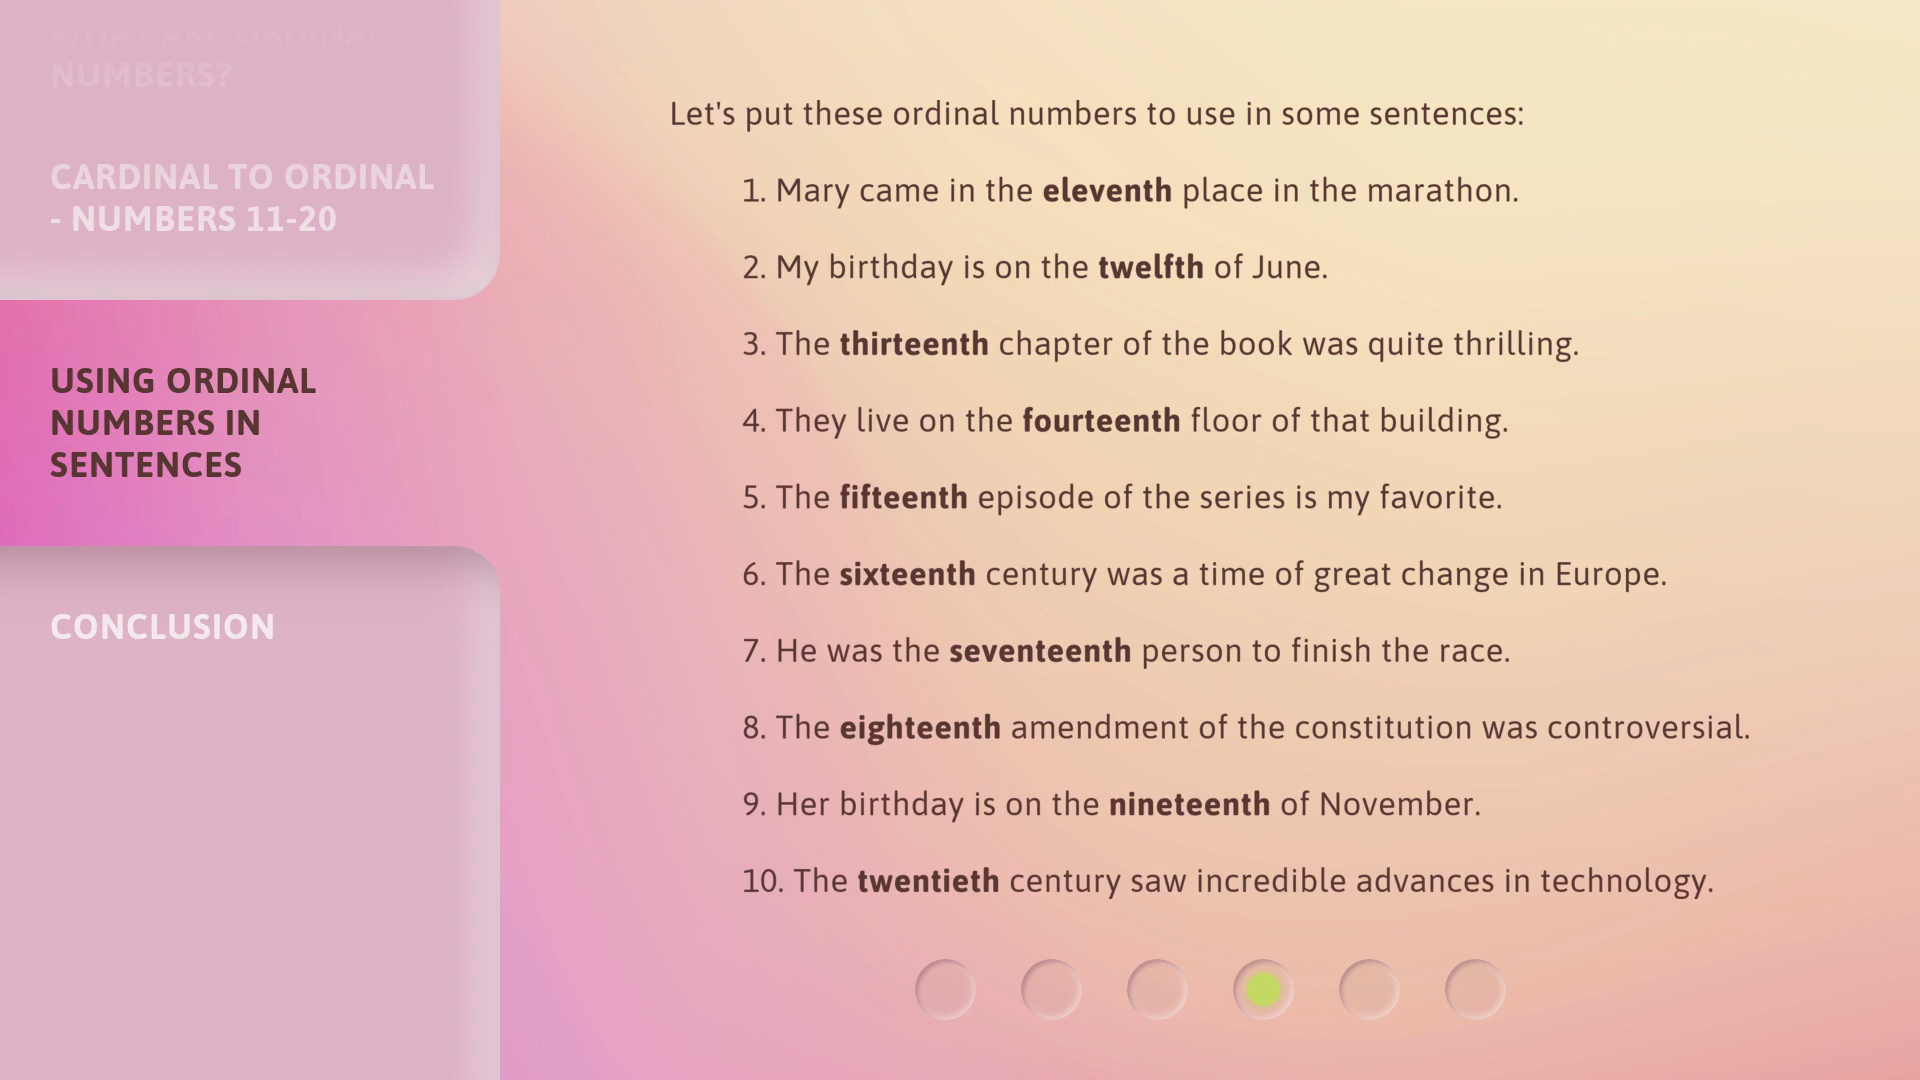 WHAT ARE ORDINAL
NUMBERS?
CARDINAL TO ORDINAL
- NUMBERS 11-20
USING ORDINAL
NUMBERS IN
SENTENCES
CONCLUSION
Let's put these ordinal numbers to use in some sentences:
1. Mary came in the eleventh place in the marathon.
2. My birthday is on the twelfth of June.
3. The thirteenth chapter of the book was quite thrilling.
4. They live on the fourteenth floor of that building.
5. The fifteenth episode of the series is my favorite.
6. The sixteenth century was a time of great change in Europe.
7. He was the seventeenth person to finish the race.
8. The eighteenth amendment of the constitution was controversial.
9. Her birthday is on the nineteenth of November.
10. The twentieth century saw incredible advances in technology.